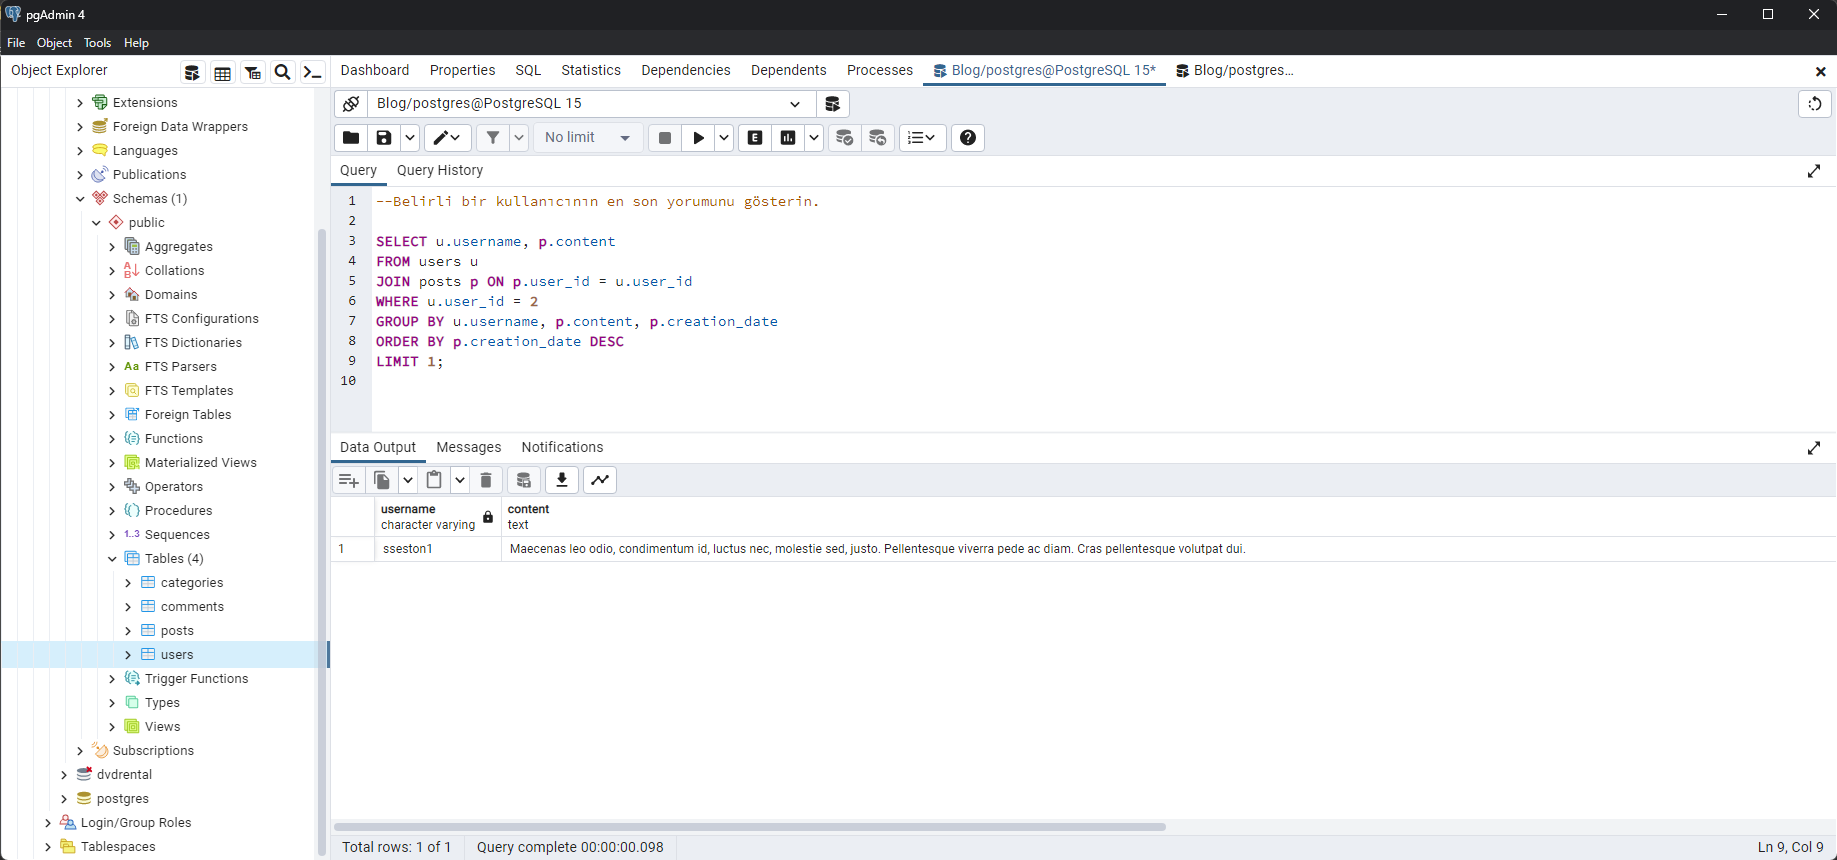 pgAdmin 4
File Object Tools Help
Object Explorer
Dashboard Properties SQL Statistics Dependencies Dependents Processes Blog/postgres@PostgreSQL 15* Blog/postgres...
Extensions
Foreign Data Wrappers
Languages
Publications
Schemas (1)
public
Aggregates
Collations
Domains
FTS Configurations
FTS Dictionaries
Aa FTS Parsers
FTS Templates
Foreign Tables
Functions
Materialized Views
Operators
Procedures
1..3 Sequences
Tables (4)
categories
comments
posts
users
Trigger Functions
Types
Views
Subscriptions
dvdrental
postgres
Login/Group Roles
Tablespaces
Blog/postgres@PostgreSQL 15
No limit
E
Query Query History
1 --Belirli bir kullanıcının en son yorumunu gösterin.
2
3 SELECT u.username, p.content
4 FROM users u
5 JOIN posts p ON p.user_id = u.user_id
6 WHERE u.user_id = 2
7 GROUP BY u.username, p.content, p.creation_date
8 ORDER BY p.creation_date DESC
9 LIMIT 1;
10
Data Output Messages Notifications
username content
character varying text
1 sseston1 Maecenas leo odio, condimentum id, luctus nec, molestie sed, justo. Pellentesque viverra pede ac diam. Cras pellentesque volutpat dui.
Total rows: 1 of 1 Query complete 00:00:00.098 Ln 9, Col 9